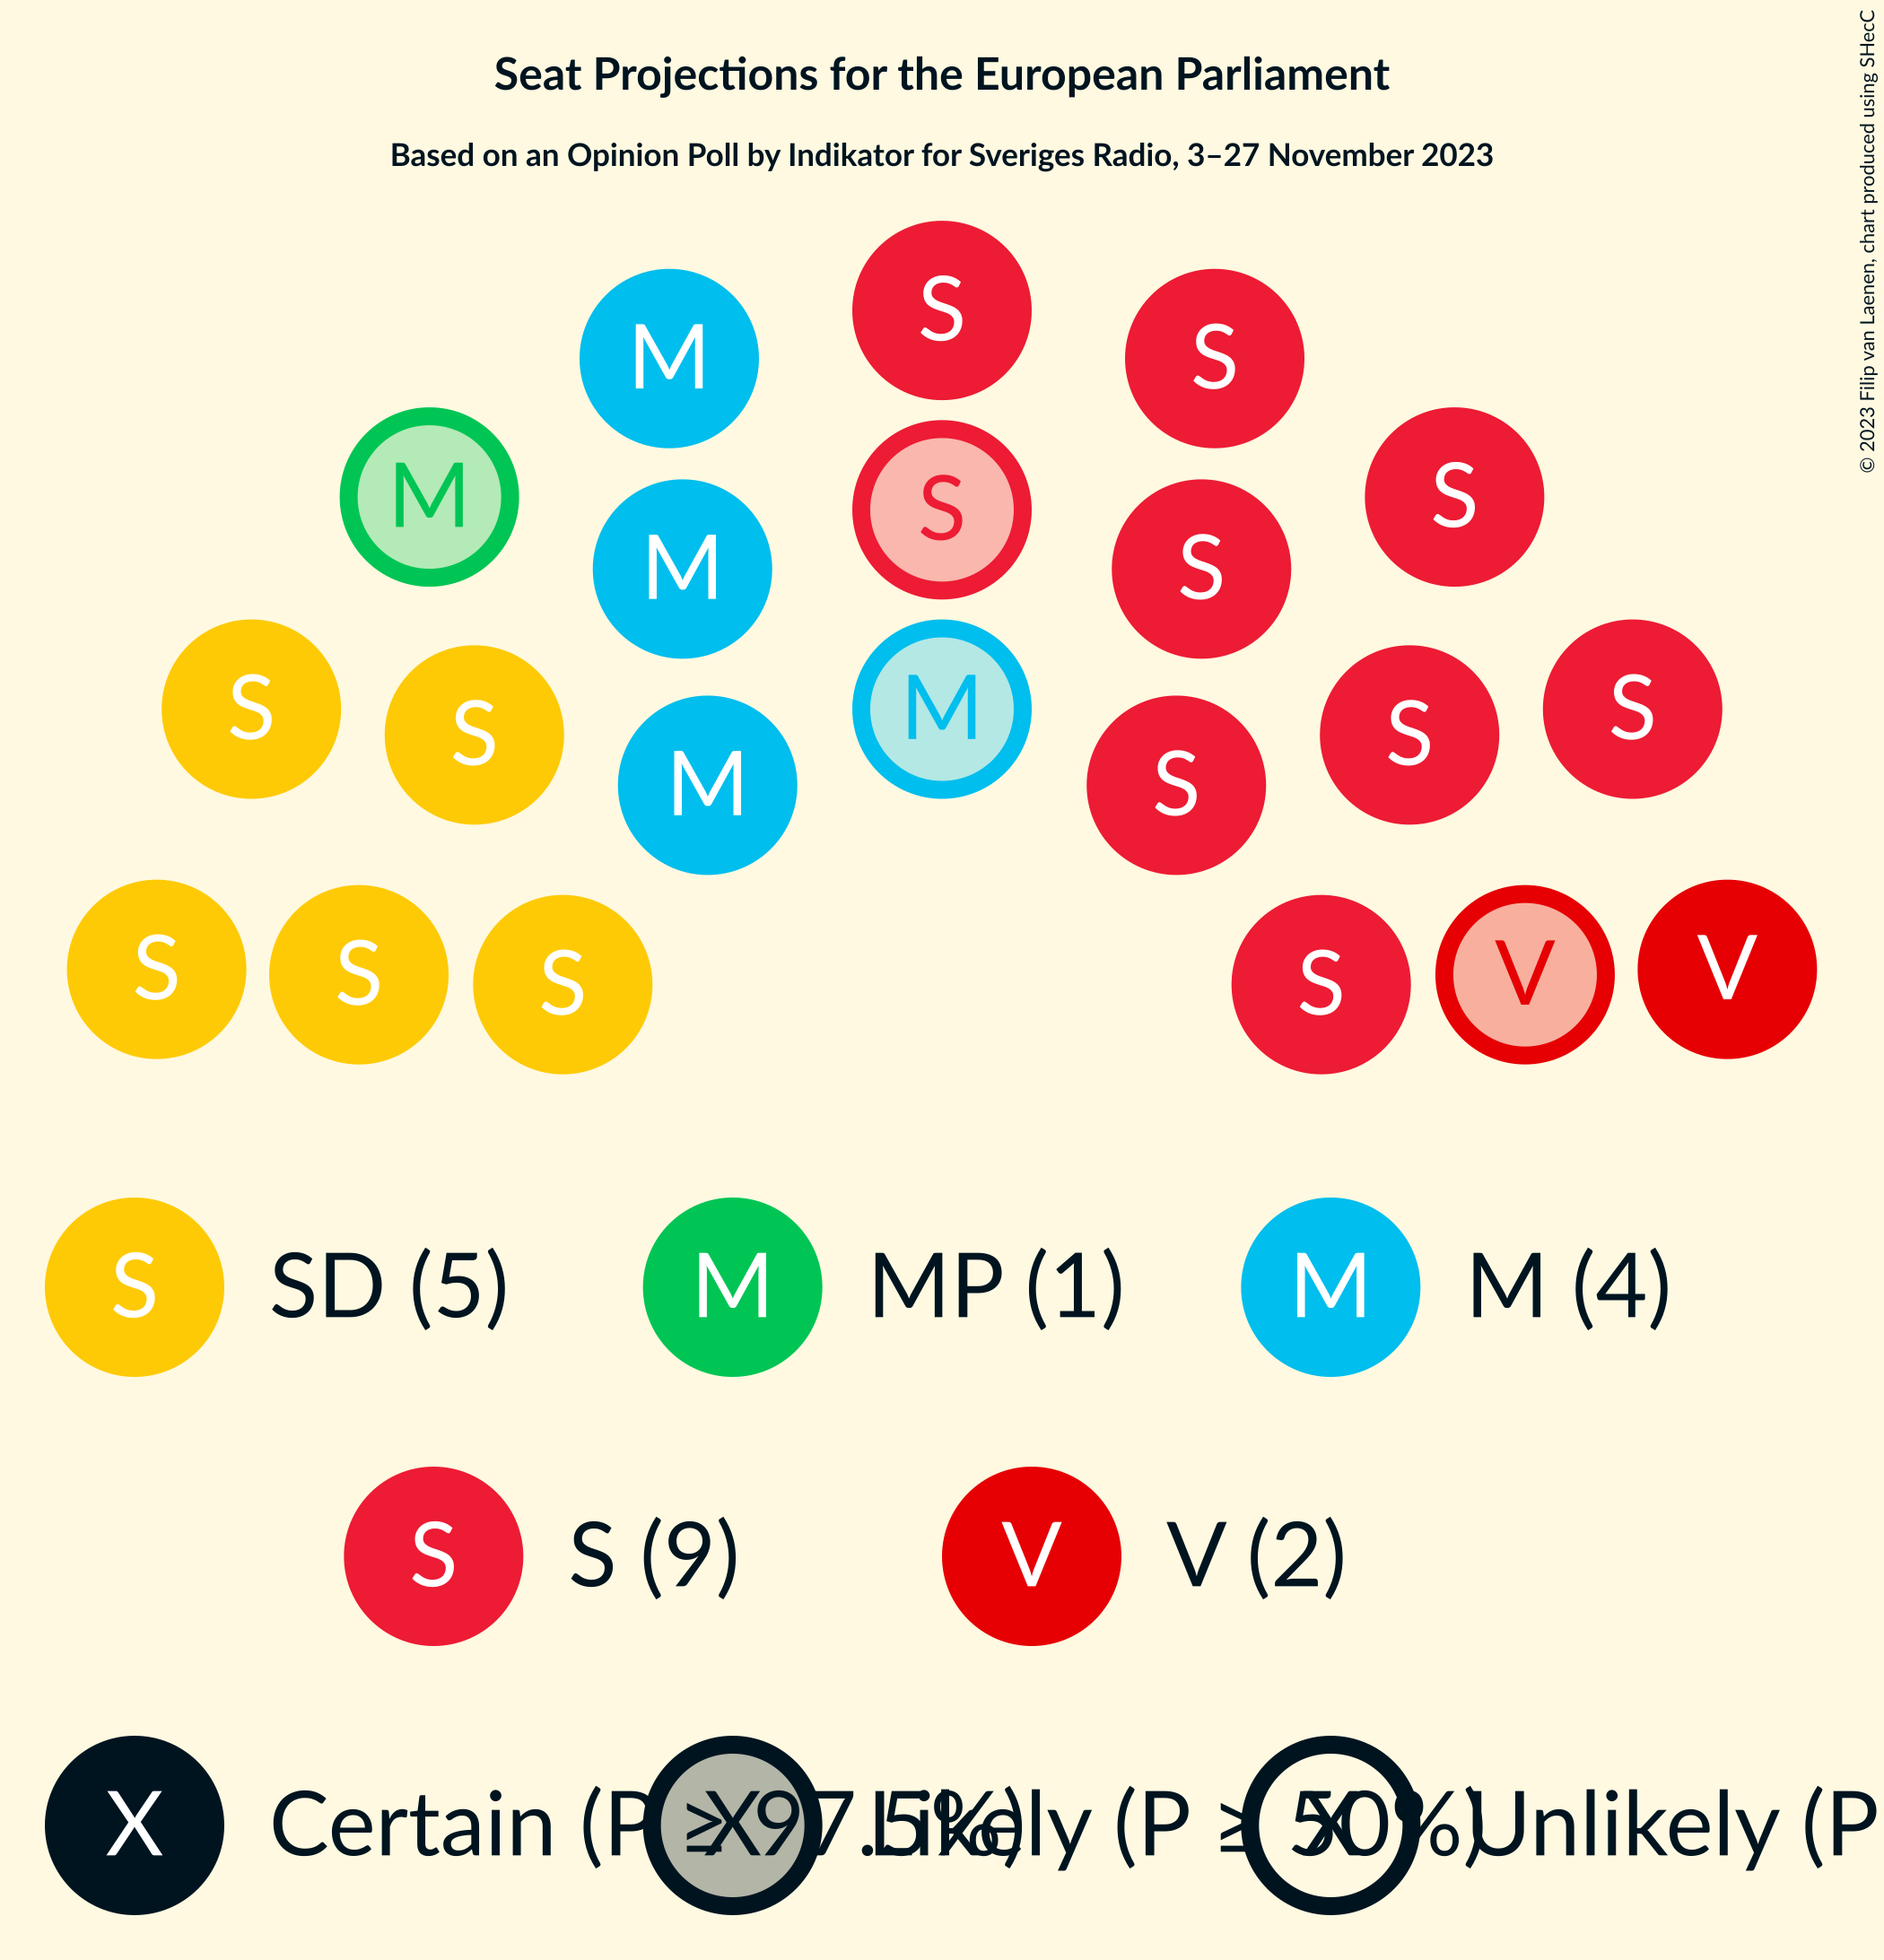 Seat Projections for the European Parliament
Based on an Opinion Poll by Indikator for Sveriges Radio, 3–27 November 2023
© 2023 Filip van Laenen, chart produced using SHecC
S
M S
M S S
M S
S M S
S M S
M S
S S
S S S S V V
S SD (5) M MP (1) M M (4)
S S (9) V V (2)
X Certain (P ≥ 97.5%) X Likely (P ≥ 50%) X Unlikely (P